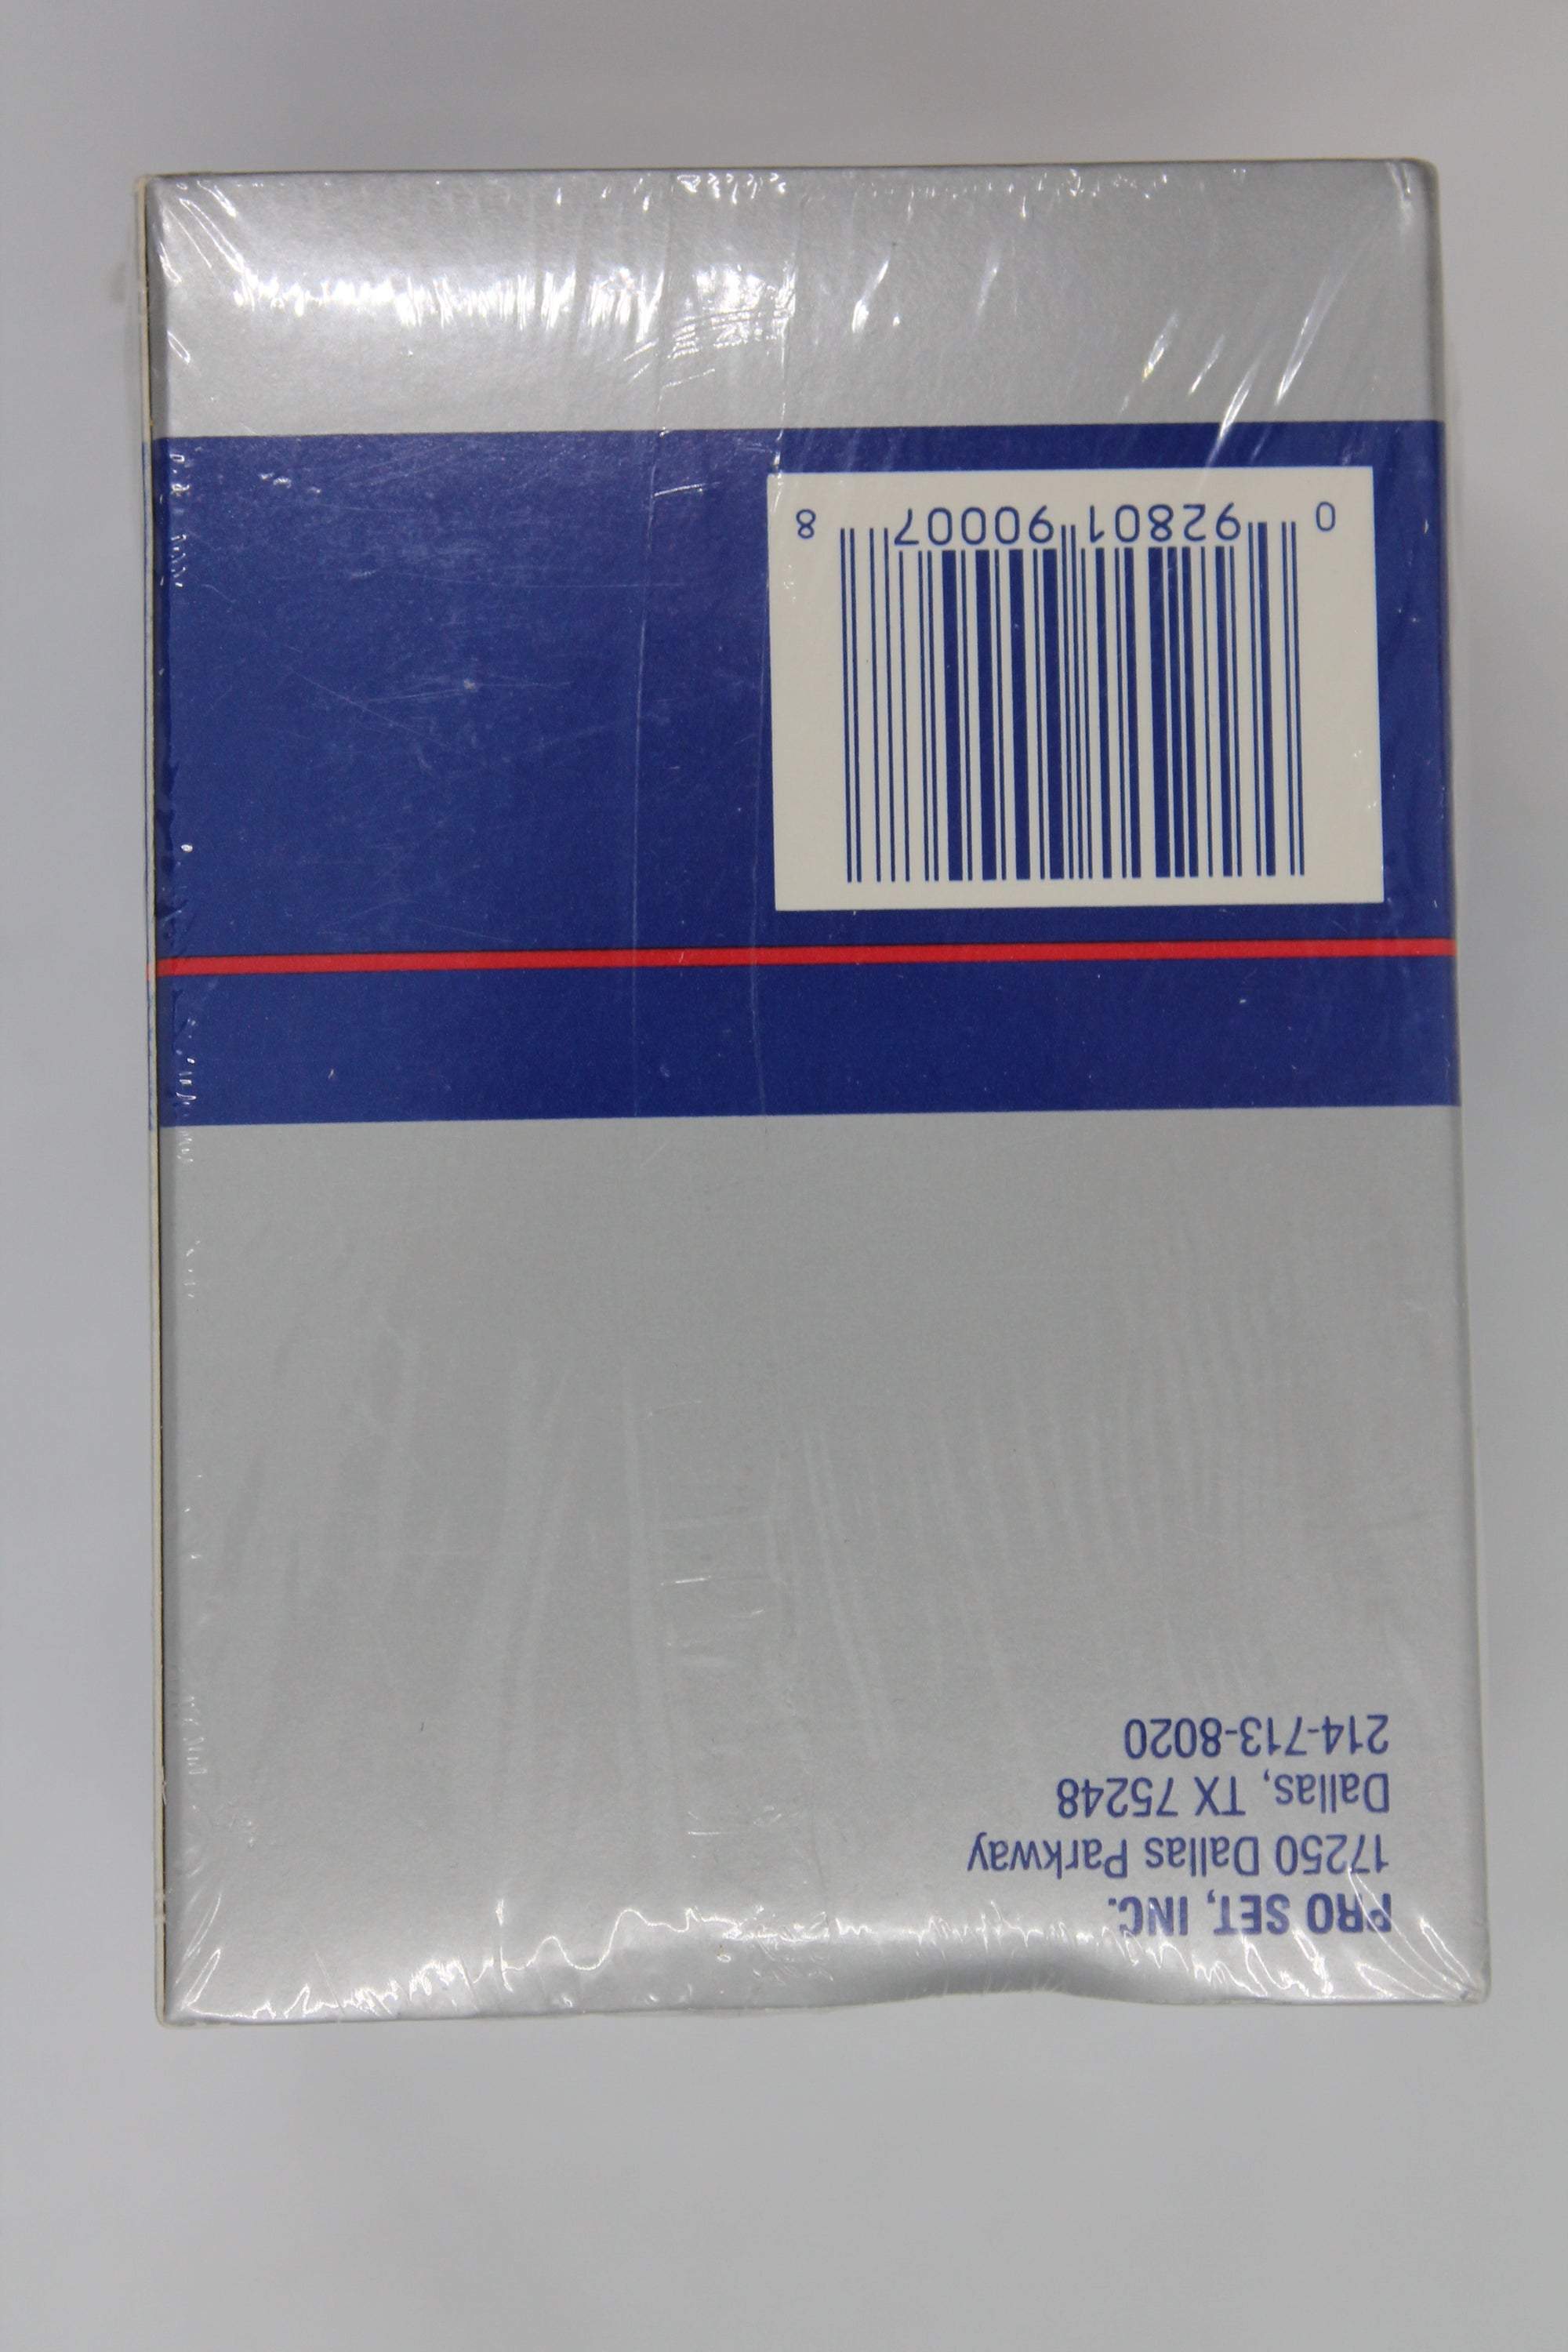 PRO SET, INC.
17250 Dallas Parkway
Dallas, TX 75248
214-713-8020
0 92801 90007 8